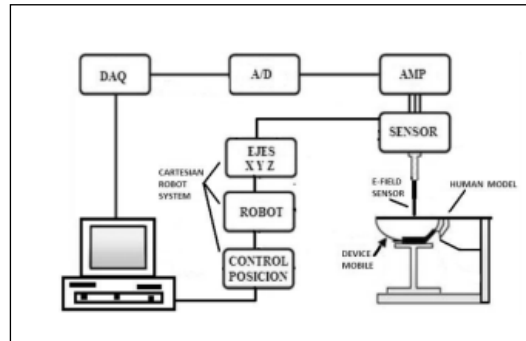 DAQ
A/D
AMP
SENSOR
EJES
X Y Z
CARTESIAN
ROBOT
SYSTEM
ROBOT
CONTROL
POSICION
E-FIELD
SENSOR
HUMAN MODEL
DEVICE
MOBILE